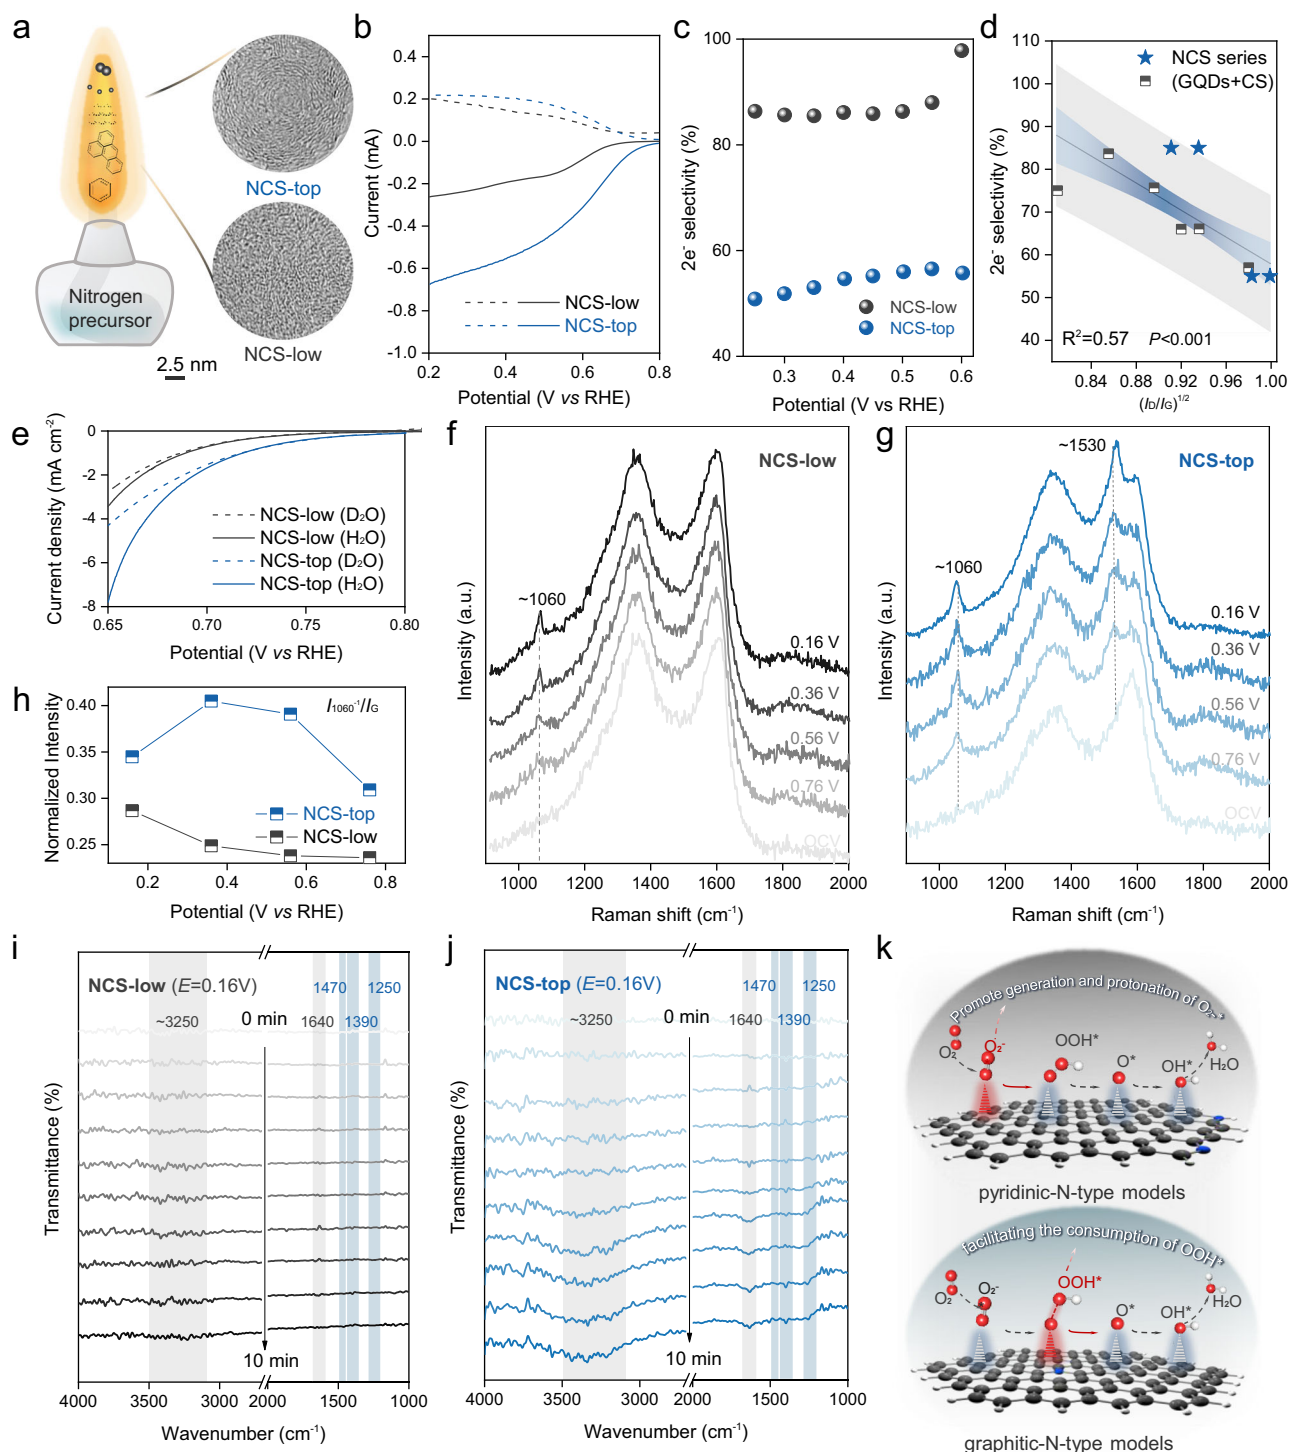 a
NCS-top
Nitrogen
precursor
NCS-low
2.5 nm
b
0.4
0.2
0.0
-0.2
-0.4
-0.6
-0.8
-1.0
Current (mA)
NCS-low
NCS-top
0.2 0.4 0.6 0.8
Potential (V vs RHE)
c
100
80
60
40
2e⁻ selectivity (%)
NCS-low
NCS-top
0.3 0.4 0.5 0.6
Potential (V vs RHE)
d
110
100
90
80
70
60
50
40
2e⁻ selectivity (%)
NCS series
(GQDs+CS)
R²=0.57 P<0.001
0.84 0.88 0.92 0.96 1.00
(I_D/I_G)^1/2
e
0
-2
-4
-6
-8
Current density (mA cm⁻²)
NCS-low (D₂O)
NCS-low (H₂O)
NCS-top (D₂O)
NCS-top (H₂O)
0.65 0.70 0.75 0.80
Potential (V vs RHE)
f
NCS-low
~1060
0.16 V
0.36 V
0.56 V
0.76 V
OCV
Intensity (a.u.)
1000 1200 1400 1600 1800 2000
Raman shift (cm⁻¹)
g
~1530
NCS-top
~1060
0.16 V
0.36 V
0.56 V
0.76 V
OCV
Intensity (a.u.)
1000 1200 1400 1600 1800 2000
Raman shift (cm⁻¹)
h
0.40
0.35
0.30
0.25
Normalized Intensity
I₁₀₆₀⁻¹/I_G
NCS-top
NCS-low
0.2 0.4 0.6 0.8
Potential (V vs RHE)
i
NCS-low (E=0.16V)
1470 1250
~3250 0 min 1640 1390
10 min
Transmittance (%)
4000 3000 2000 1500 1000
Wavenumber (cm⁻¹)
j
NCS-top (E=0.16V)
1470 1250
~3250 0 min 1640 1390
10 min
Transmittance (%)
4000 3000 2000 1500 1000
Wavenumber (cm⁻¹)
k
Promote generation and protonation of O₂⁻*
O₂ O₂⁻ OOH* O* OH* H₂O
pyridinic-N-type models
facilitating the consumption of OOH*
O₂ O₂⁻ OOH* O* OH* H₂O
graphitic-N-type models